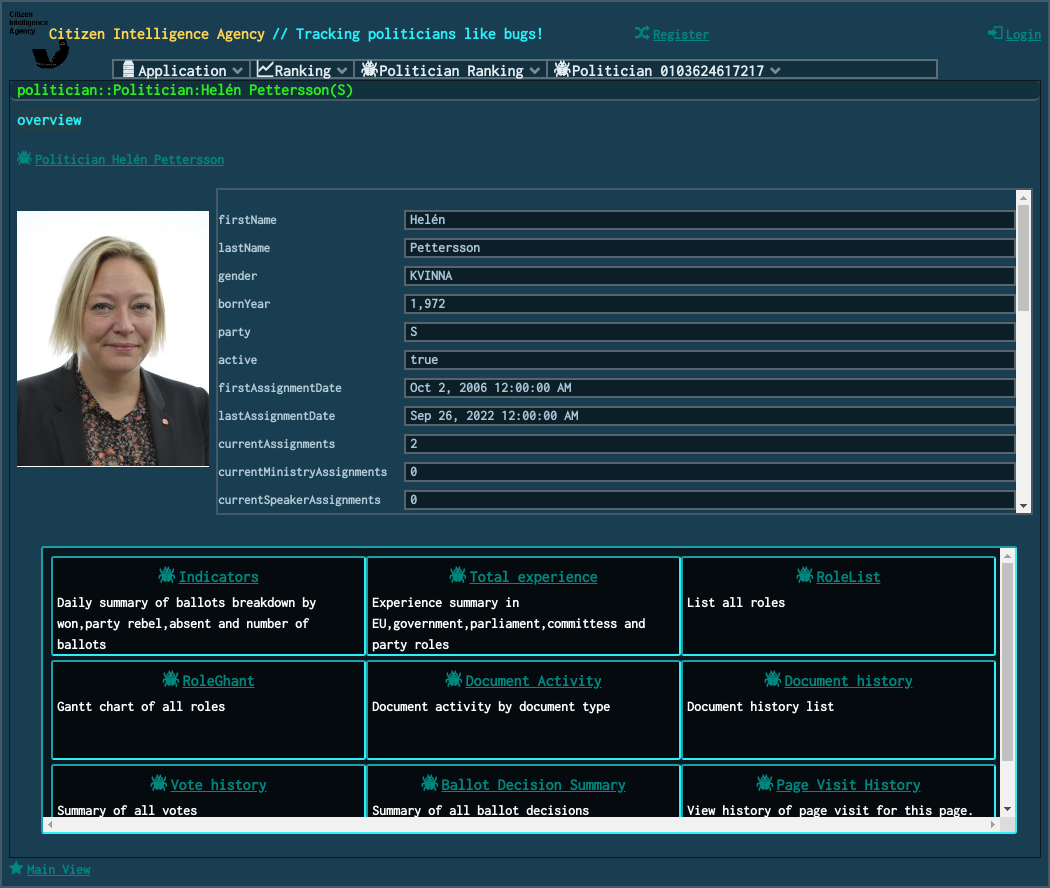 Citizen
Intelligence
Agency
Citizen Intelligence Agency // Tracking politicians like bugs!
Register
Login
Application
Ranking
Politician Ranking
Politician 0103624617217
politician::Politician:Helén Pettersson(S)
overview
Politician Helén Pettersson
firstName Helén
lastName Pettersson
gender KVINNA
bornYear 1,972
party S
active true
firstAssignmentDate Oct 2, 2006 12:00:00 AM
lastAssignmentDate Sep 26, 2022 12:00:00 AM
currentAssignments 2
currentMinistryAssignments 0
currentSpeakerAssignments 0
Indicators
Daily summary of ballots breakdown by
won,party rebel,absent and number of
ballots
Total experience
Experience summary in
EU,government,parliament,committess and
party roles
RoleList
List all roles
RoleGhant
Gantt chart of all roles
Document Activity
Document activity by document type
Document history
Document history list
Vote history
Summary of all votes
Ballot Decision Summary
Summary of all ballot decisions
Page Visit History
View history of page visit for this page.
Main View